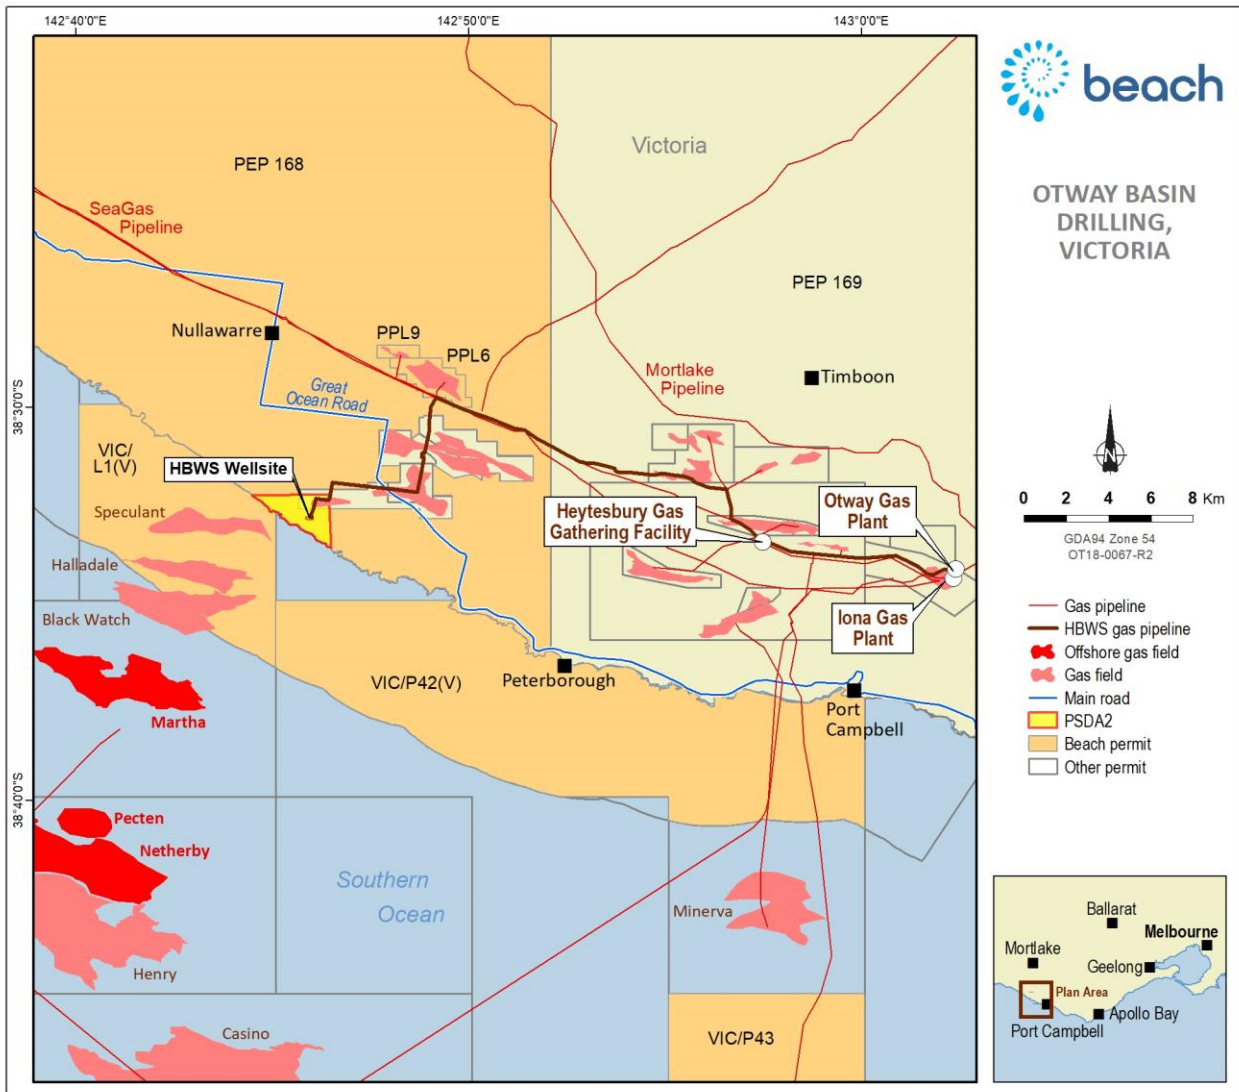 142°40'0"E
142°50'0"E
143°0'0"E
38°30'0"S
38°40'0"S
PEP 168
Victoria
SeaGas
Pipeline
PEP 169
Nullawarre
PPL9
PPL6
Mortlake
Pipeline
Timboon
Great
Ocean Road
VIC/
L1(V)
HBWS Wellsite
Speculant
Heytesbury Gas
Gathering Facility
Otway Gas
Plant
Halladale
Black Watch
Iona Gas
Plant
VIC/P42(V)
Peterborough
Martha
Port
Campbell
Pecten
Netherby
Southern
Ocean
Minerva
Henry
Casino
VIC/P43
beach
OTWAY BASIN
DRILLING,
VICTORIA
N
0 2 4 6 8 Km
GDA94 Zone 54
OT18-0067-R2
Gas pipeline
HBWS gas pipeline
Offshore gas field
Gas field
Main road
PSDA2
Beach permit
Other permit
Ballarat
Melbourne
Mortlake
Geelong
Plan Area
Apollo Bay
Port Campbell